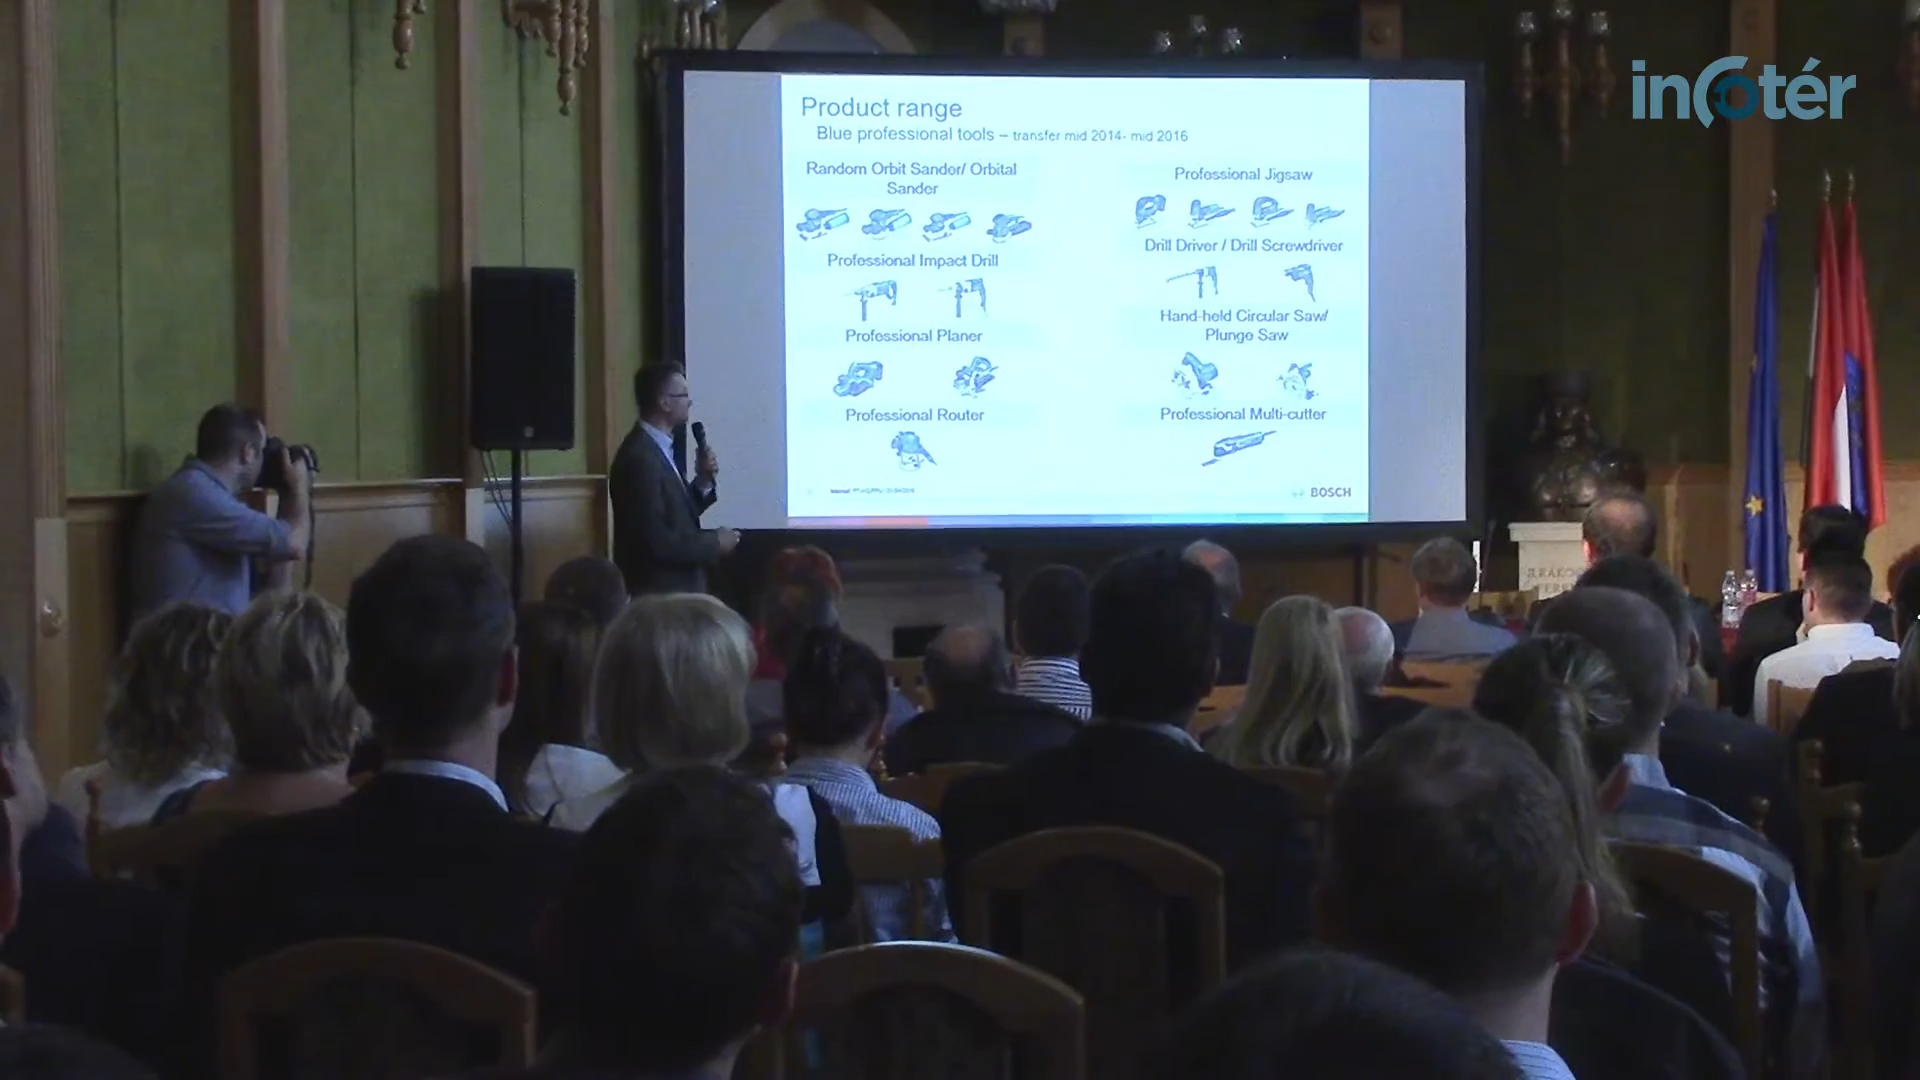 incotér
Product range
Blue professional tools – transfer mid 2014- mid 2016
Random Orbit Sander/ Orbital
Sander
Professional Impact Drill
Professional Planer
Professional Router
Professional Jigsaw
Drill Driver / Drill Screwdriver
Hand-held Circular Saw/
Plunge Saw
Professional Multi-cutter
BOSCH